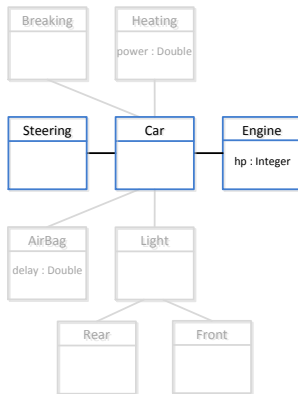 Breaking
Heating
power : Double
Steering
Car
Engine
hp : Integer
AirBag
Light
delay : Double
Rear
Front